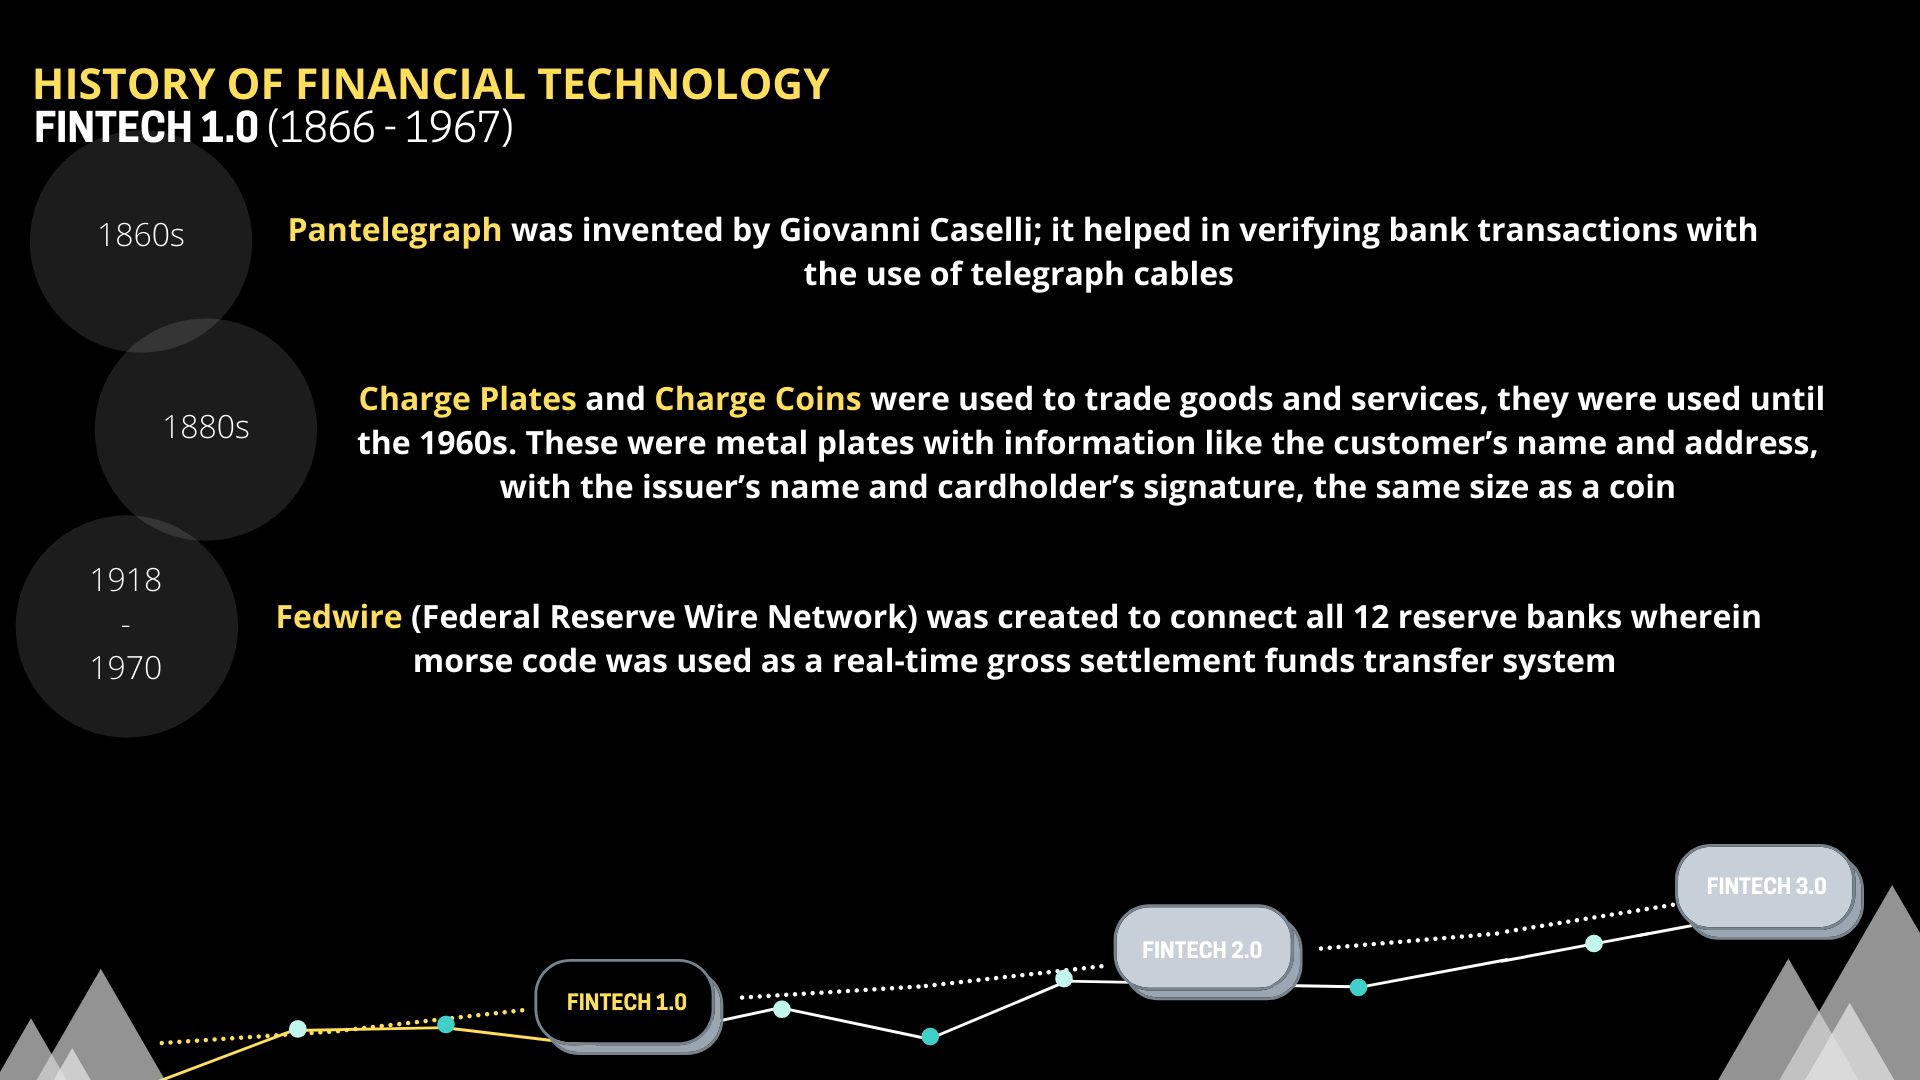 HISTORY OF FINANCIAL TECHNOLOGY
FINTECH 1.0 (1866 - 1967)
1860s
Pantelegraph was invented by Giovanni Caselli; it helped in verifying bank transactions with
the use of telegraph cables
1880s
Charge Plates and Charge Coins were used to trade goods and services, they were used until
the 1960s. These were metal plates with information like the customer’s name and address,
with the issuer’s name and cardholder’s signature, the same size as a coin
1918
-
1970
Fedwire (Federal Reserve Wire Network) was created to connect all 12 reserve banks wherein
morse code was used as a real-time gross settlement funds transfer system
FINTECH 1.0
FINTECH 2.0
FINTECH 3.0